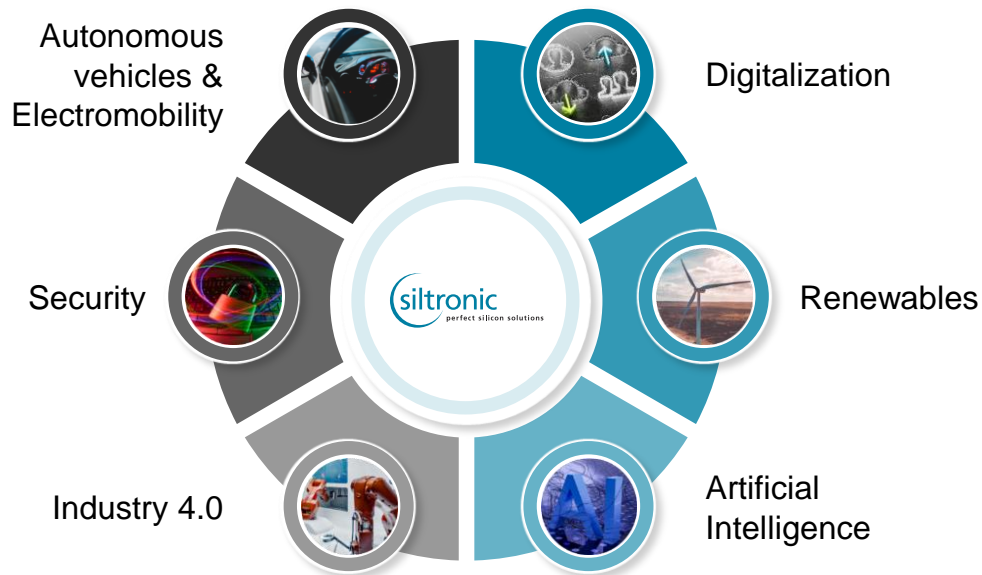 Autonomous
vehicles &
Electromobility
Digitalization
Security
siltronic
perfect silicon solutions
Renewables
Industry 4.0
AI
Artificial
Intelligence